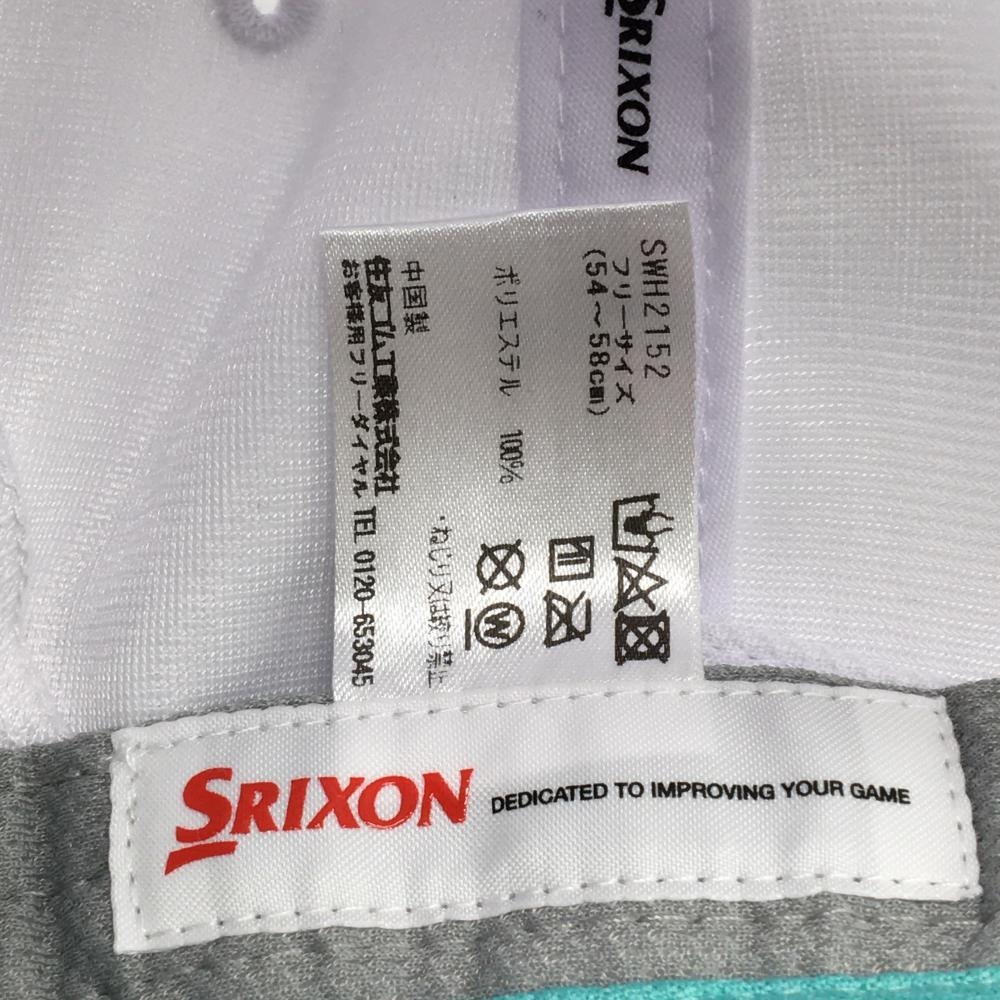 SRIXON
SWH2152
フリーサイズ
(54〜58cm)
ポリエステル 100%
W
・ねじり又は絞り禁止
中国製
住友ゴム工業株式会社
お客様用フリーダイヤル TEL 0120-653045
SRIXON DEDICATED TO IMPROVING YOUR GAME